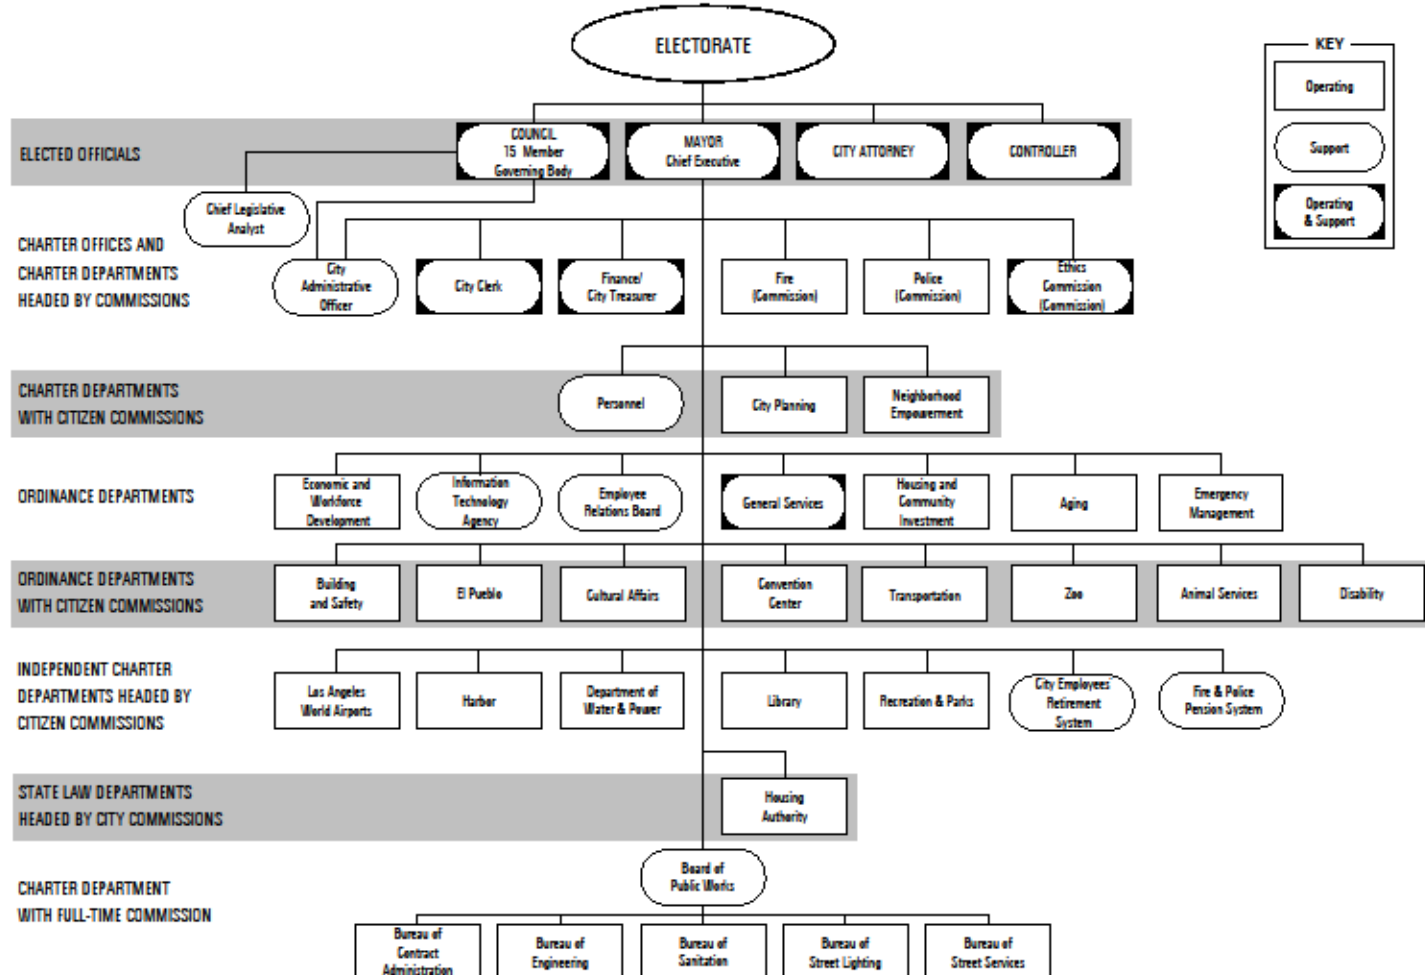 ELECTORATE
KEY
Operating
Support
Operating
& Support
ELECTED OFFICIALS
COUNCIL
15 Member
Governing Body
MAYOR
Chief Executive
CITY ATTORNEY
CONTROLLER
Chief Legislative
Analyst
CHARTER OFFICES AND
CHARTER DEPARTMENTS
HEADED BY COMMISSIONS
City
Administrative
Officer
City Clerk
Finance/
City Treasurer
Fire
(Commission)
Police
(Commission)
Ethics
Commission
(Commission)
CHARTER DEPARTMENTS
WITH CITIZEN COMMISSIONS
Personnel
City Planning
Neighborhood
Empowerment
ORDINANCE DEPARTMENTS
Economic and
Workforce
Development
Information
Technology
Agency
Employee
Relations Board
General Services
Housing and
Community
Investment
Aging
Emergency
Management
ORDINANCE DEPARTMENTS
WITH CITIZEN COMMISSIONS
Building
and Safety
El Pueblo
Cultural Affairs
Convention
Center
Transportation
Zoo
Animal Services
Disability
INDEPENDENT CHARTER
DEPARTMENTS HEADED BY
CITIZEN COMMISSIONS
Los Angeles
World Airports
Harbor
Department of
Water & Power
Library
Recreation & Parks
City Employees'
Retirement
System
Fire & Police
Pension System
STATE LAW DEPARTMENTS
HEADED BY CITY COMMISSIONS
Housing
Authority
CHARTER DEPARTMENT
WITH FULL-TIME COMMISSION
Board of
Public Works
Bureau of
Contract
Administration
Bureau of
Engineering
Bureau of
Sanitation
Bureau of
Street Lighting
Bureau of
Street Services